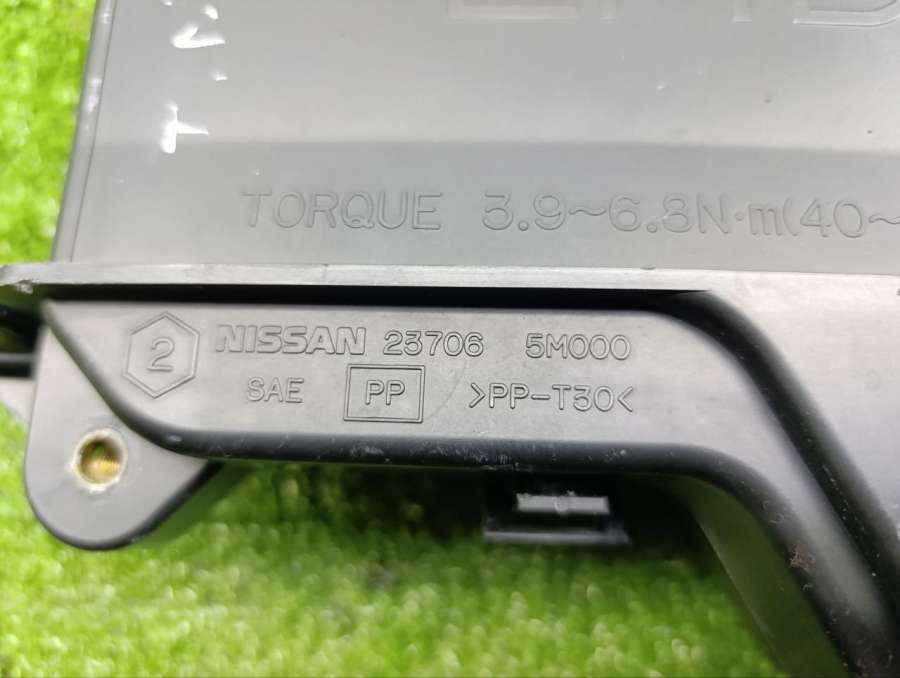 TORQUE 3.9~6.8N·m(40~
2 NISSAN 23706 5M000
SAE PP >PP-T30<